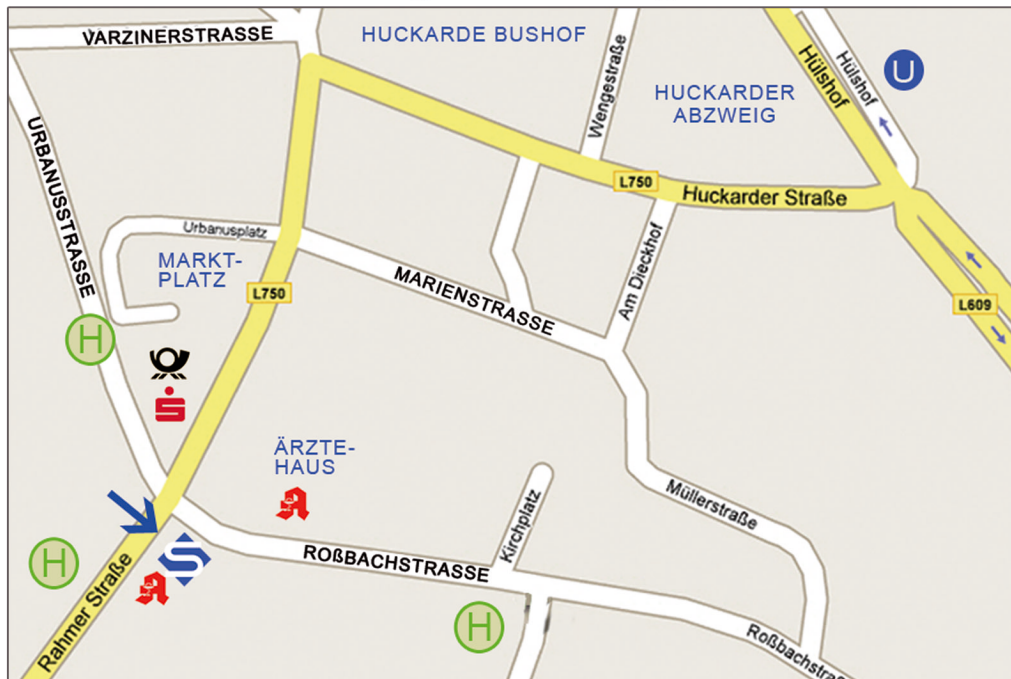 VARZINERSTRASSE
HUCKARDE BUSHOF
Wengestraße
HUCKARDER
ABZWEIG
Hülshof
Hülshof
U
URBANUSSTRASSE
L750
Huckarder Straße
Urbanusplatz
MARKT-
PLATZ
L750
MARIENSTRASSE
Am Dieckhof
L609
H
S
ÄRZTE-
HAUS
A
Kirchplatz
Müllerstraße
H
S
A
ROßBACHSTRASSE
H
Rahmer Straße
Roßbachstraß